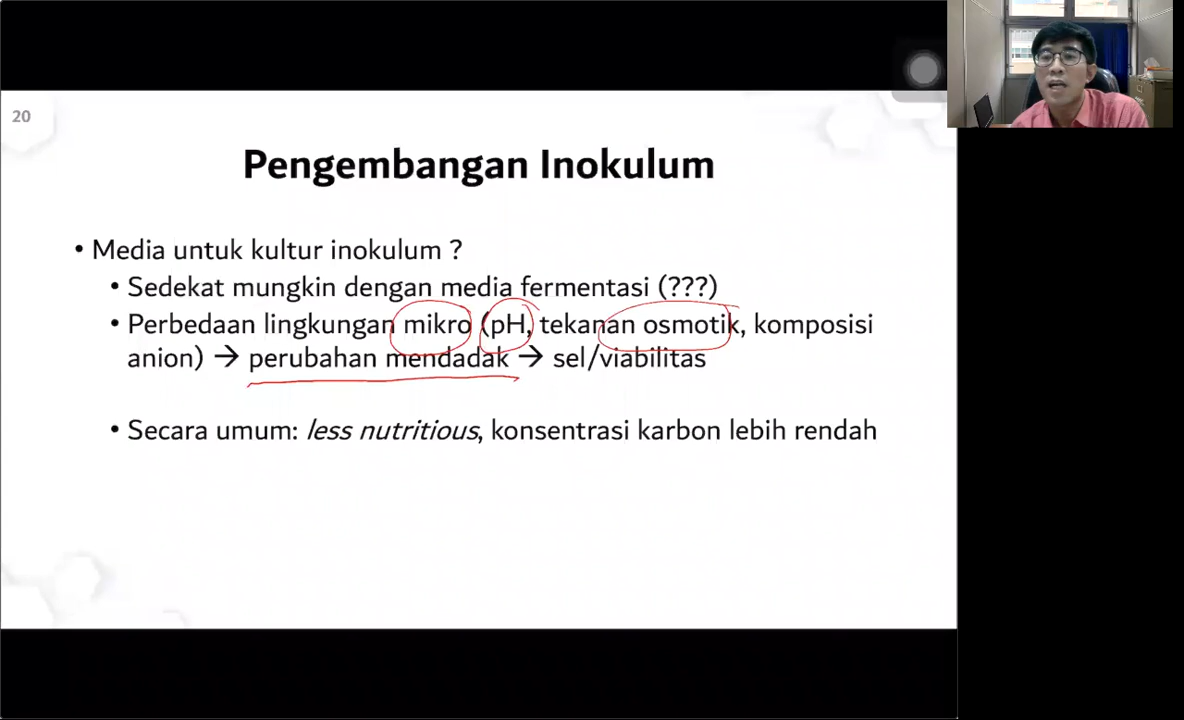 20
Pengembangan Inokulum
• Media untuk kultur inokulum ?
• Sedekat mungkin dengan media fermentasi (???)
• Perbedaan lingkungan mikro (pH, tekanan osmotik, komposisi
anion) → perubahan mendadak → sel/viabilitas
• Secara umum: less nutritious, konsentrasi karbon lebih rendah